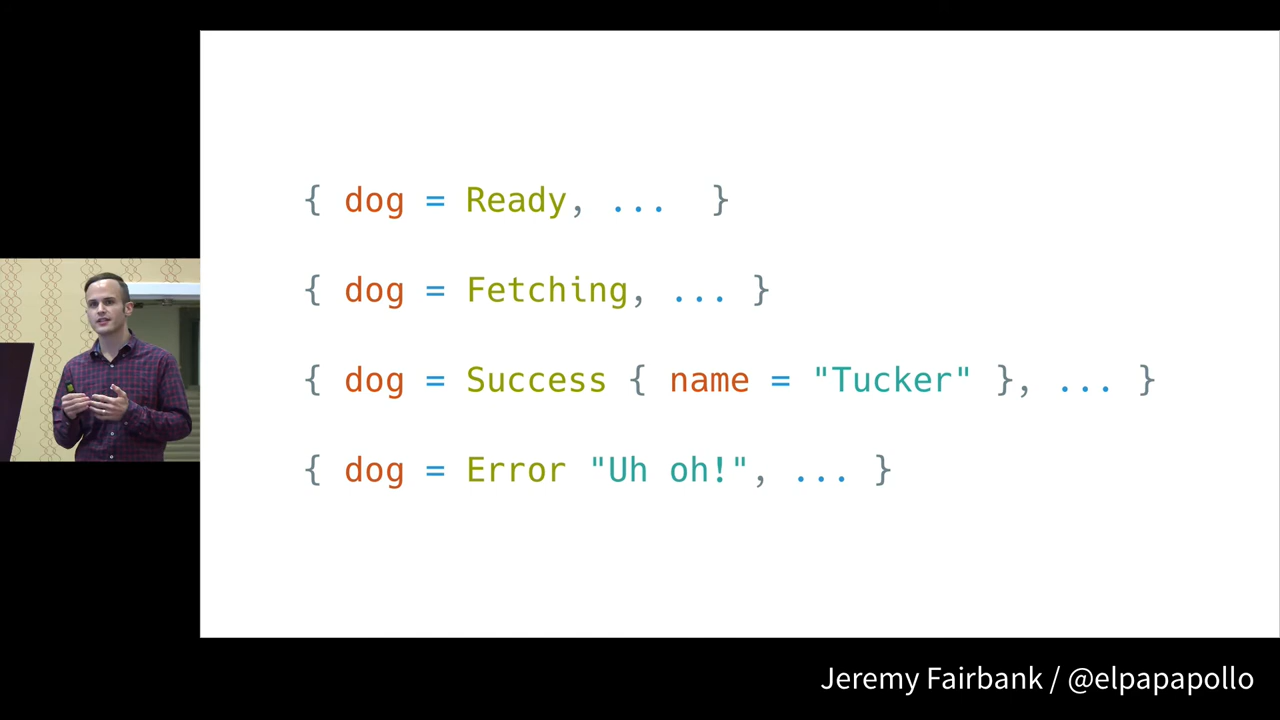 { dog = Ready, ... }
{ dog = Fetching, ... }
{ dog = Success { name = "Tucker" }, ... }
{ dog = Error "Uh oh!", ... }
Jeremy Fairbank / @elpapapollo